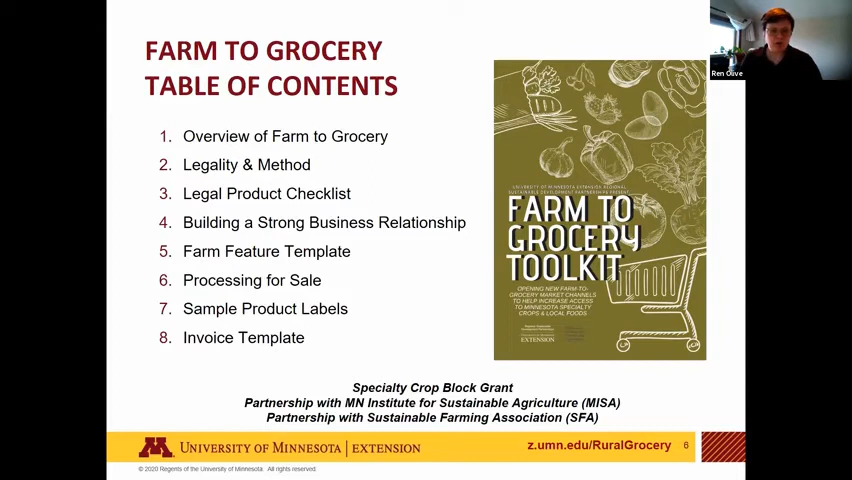 FARM TO GROCERY
TABLE OF CONTENTS
1. Overview of Farm to Grocery
2. Legality & Method
3. Legal Product Checklist
4. Building a Strong Business Relationship
5. Farm Feature Template
6. Processing for Sale
7. Sample Product Labels
8. Invoice Template
UNIVERSITY OF MINNESOTA EXTENSION REGIONAL
SUSTAINABLE DEVELOPMENT PARTNERSHIPS PRESENT
FARM TO
GROCERY
TOOLKIT
OPENING NEW FARM-TO-
GROCERY MARKET CHANNELS
TO HELP INCREASE ACCESS
TO MINNESOTA SPECIALTY
CROPS & LOCAL FOODS
EXTENSION
Specialty Crop Block Grant
Partnership with MN Institute for Sustainable Agriculture (MISA)
Partnership with Sustainable Farming Association (SFA)
M UNIVERSITY OF MINNESOTA | EXTENSION
z.umn.edu/RuralGrocery 6
© 2020 Regents of the University of Minnesota. All rights reserved.
Ren Olive